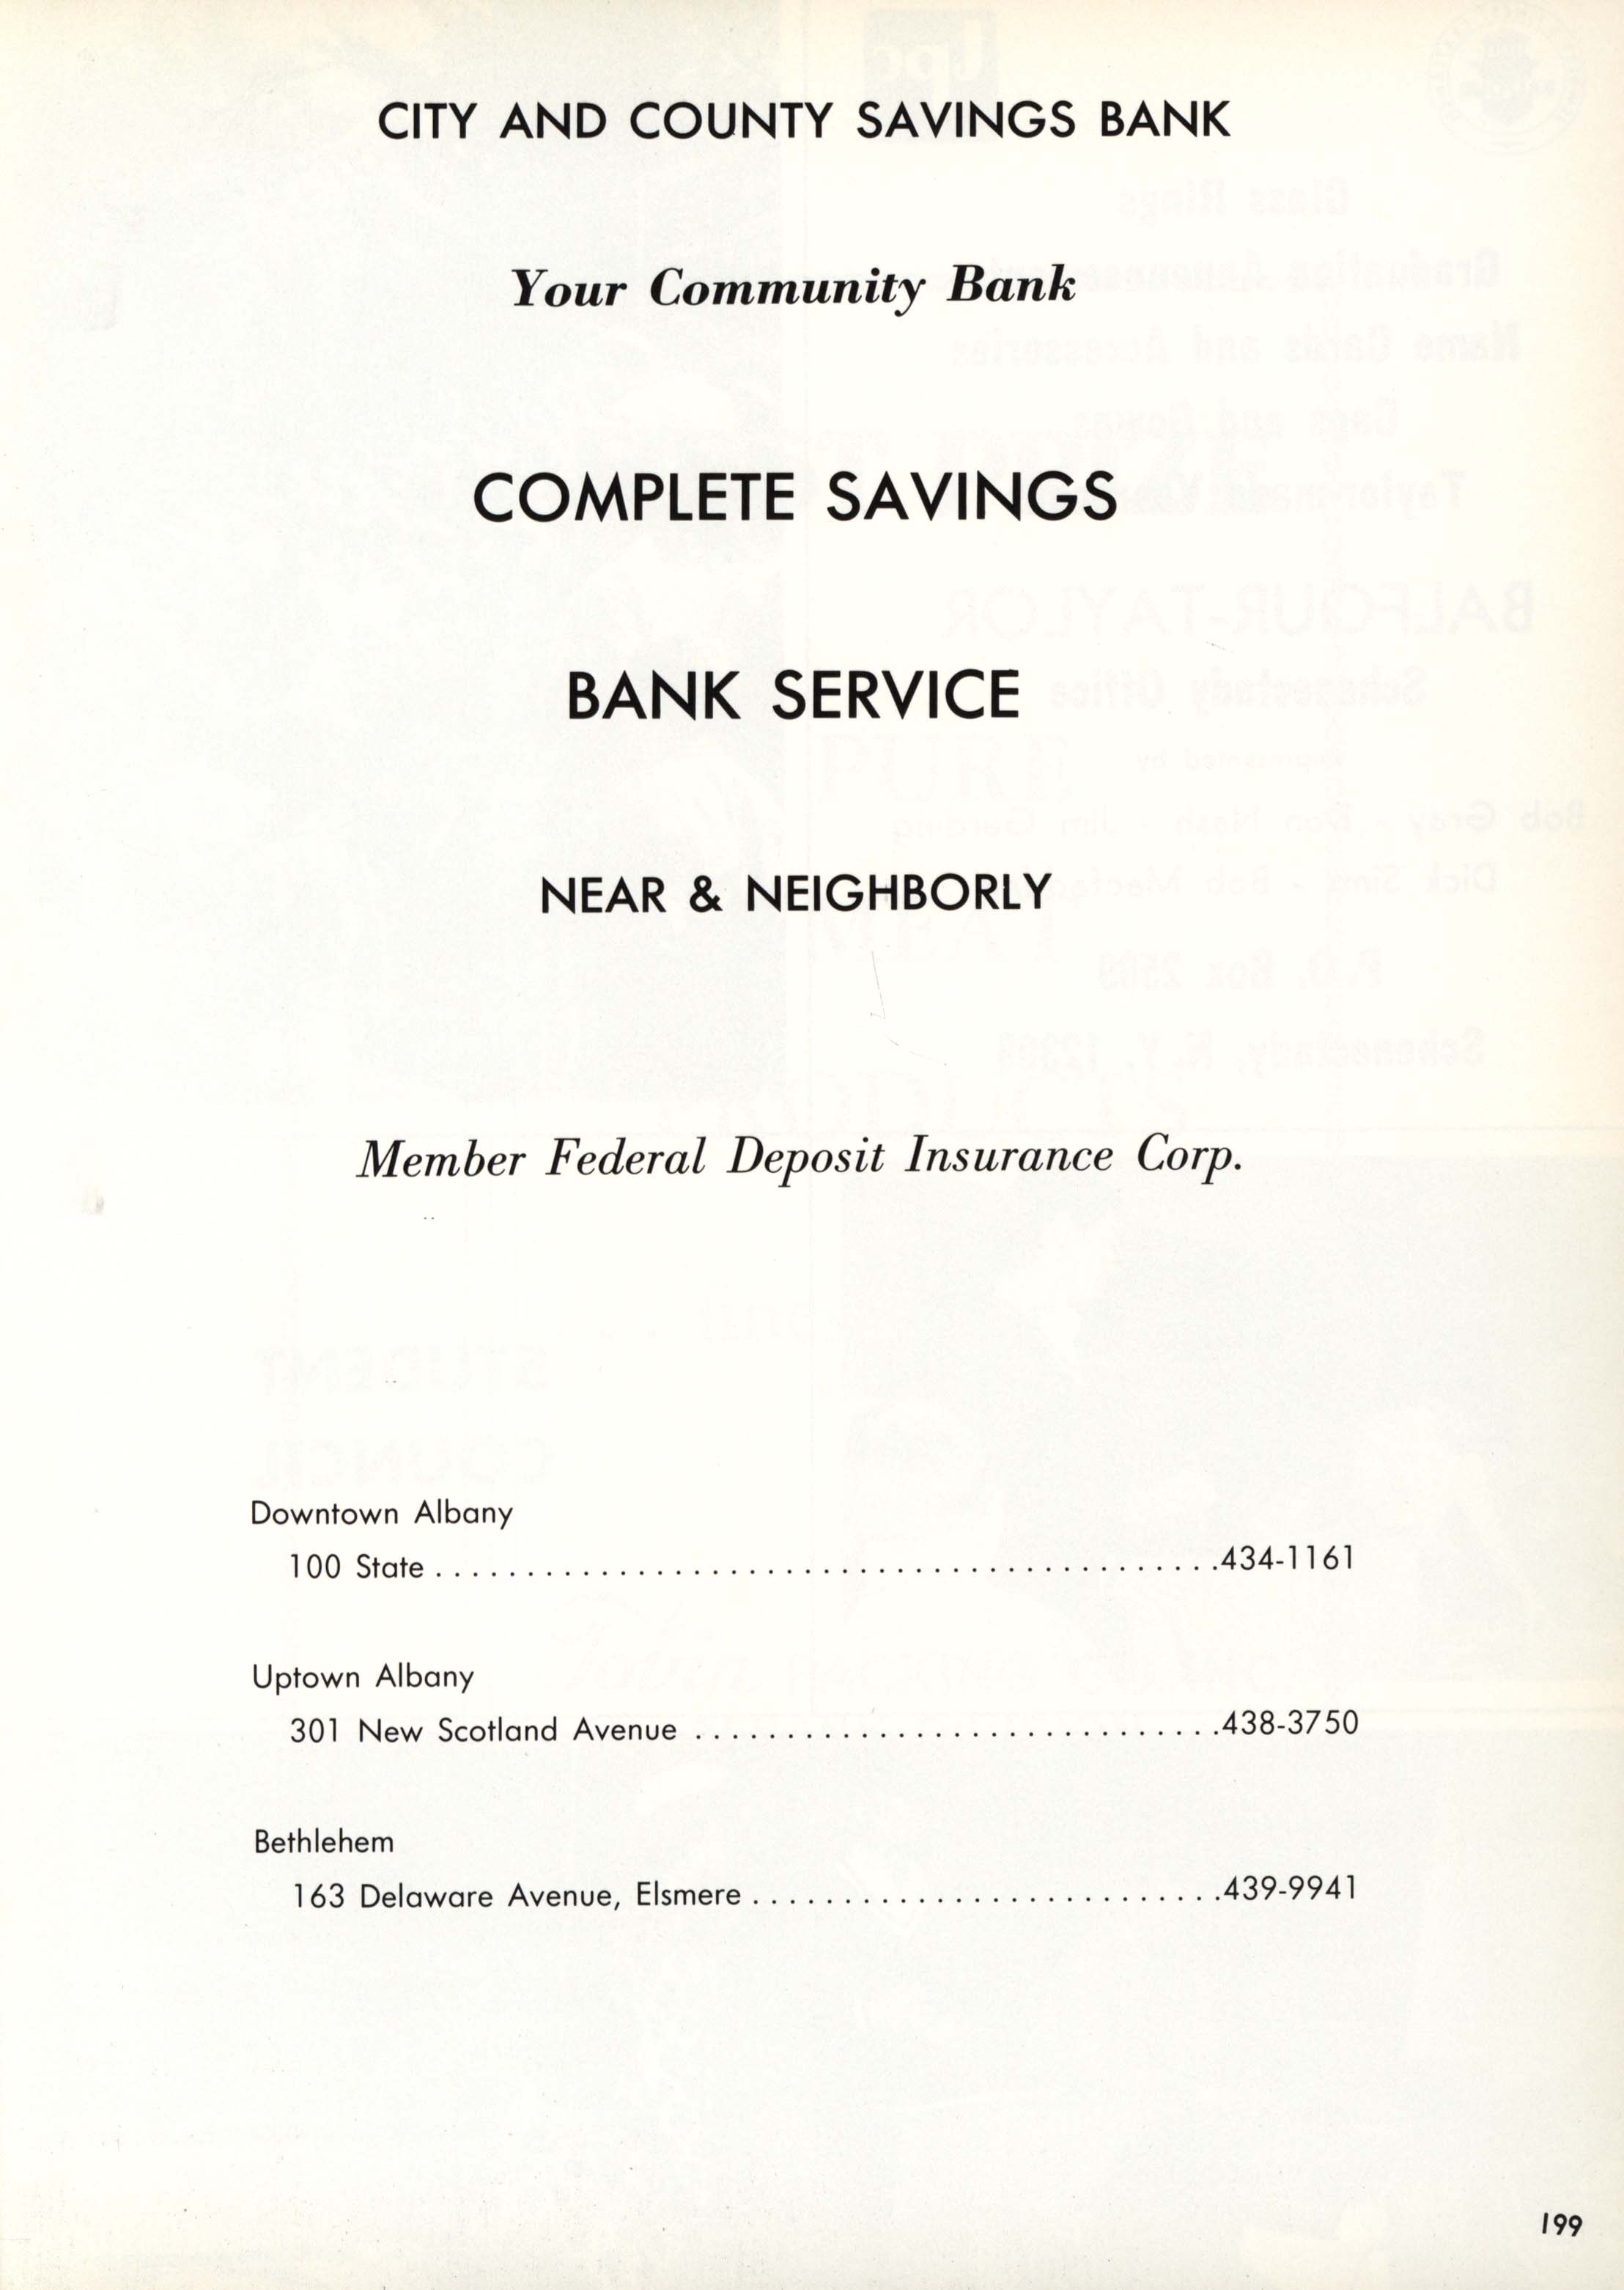 CITY AND COUNTY SAVINGS BANK
Your Community Bank
COMPLETE SAVINGS
BANK SERVICE
NEAR & NEIGHBORLY
Member Federal Deposit Insurance Corp.
Downtown Albany
100 State ........................................... 434-1161
Uptown Albany
301 New Scotland Avenue ............................. 438-3750
Bethlehem
163 Delaware Avenue, Elsmere .......................... 439-9941
199